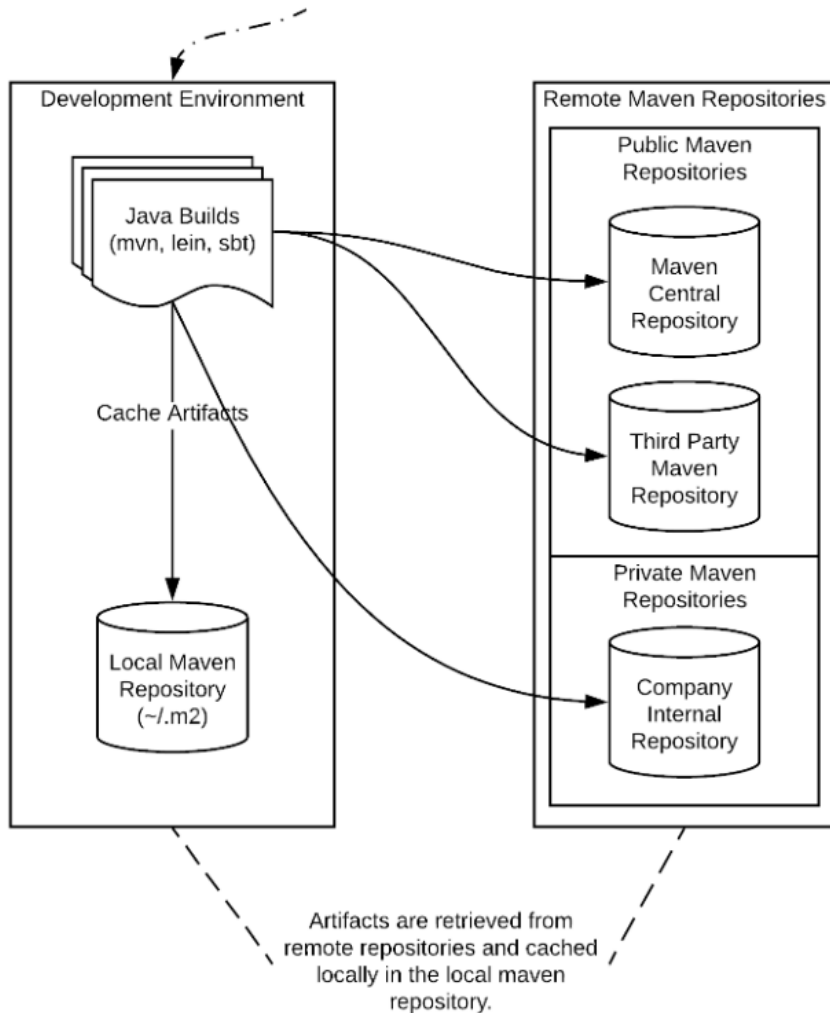 Development Environment
Java Builds
(mvn, lein, sbt)
Cache Artifacts
Local Maven
Repository
(~/.m2)
Remote Maven Repositories
Public Maven
Repositories
Maven
Central
Repository
Third Party
Maven
Repository
Private Maven
Repositories
Company
Internal
Repository
Artifacts are retrieved from
remote repositories and cached
locally in the local maven
repository.